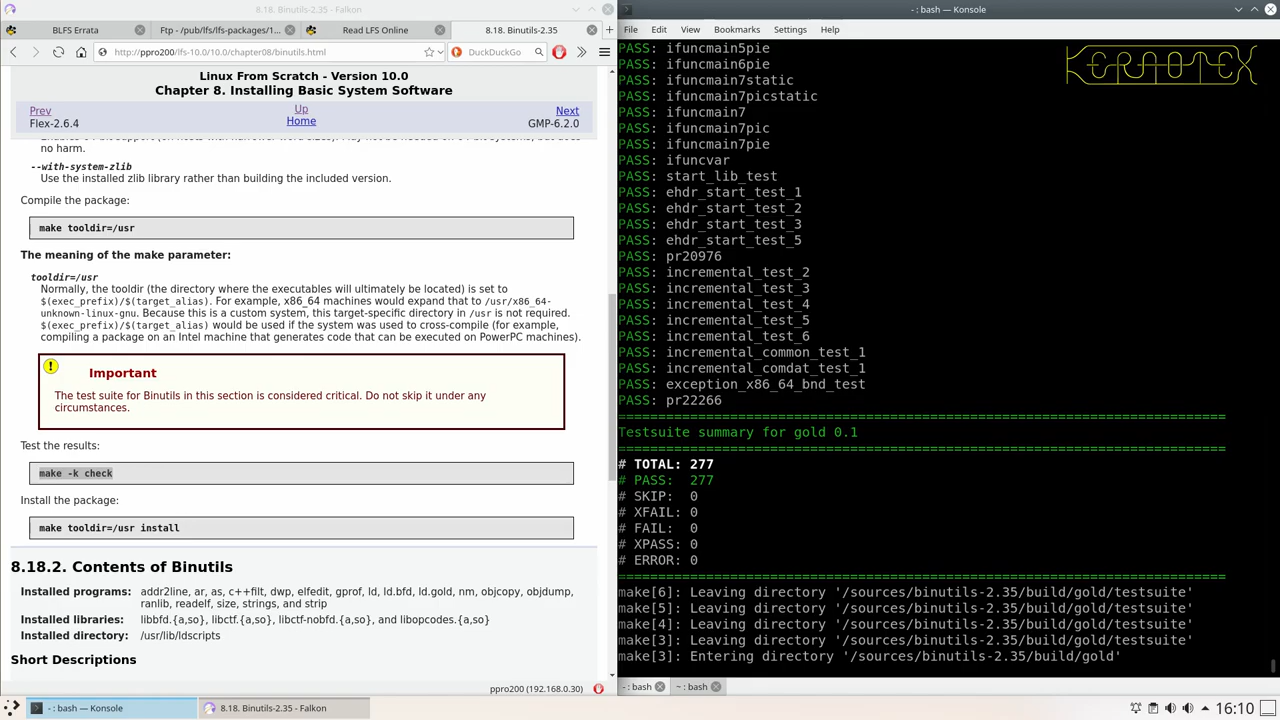 8.18. Binutils-2.35
BLFS Errata
Ftp - /pub/lfs/lfs-packages/1...
Read LFS Online
8.18. Binutils-2.35
http://ppro200/lfs-10.0/10.0/chapter08/binutils.html
DuckDuckGo
Linux From Scratch - Version 10.0
Chapter 8. Installing Basic System Software
Prev
Up
Next
Flex-2.6.4
Home
GMP-6.2.0
no harm.
--with-system-zlib
Use the installed zlib library rather than building the included version.
Compile the package:
make tooldir=/usr
The meaning of the make parameter:
tooldir=/usr
Normally, the tooldir (the directory where the executables will ultimately be located) is set to
$(exec_prefix)/$(target_alias). For example, x86_64 machines would expand that to /usr/x86_64-
unknown-linux-gnu. Because this is a custom system, this target-specific directory in /usr is not required.
$(exec_prefix)/$(target_alias) would be used if the system was used to cross-compile (for example,
compiling a package on an Intel machine that generates code that can be executed on PowerPC machines).
Important
The test suite for Binutils in this section is considered critical. Do not skip it under any
circumstances.
Test the results:
make -k check
Install the package:
make tooldir=/usr install
8.18.2. Contents of Binutils
Installed programs: addr2line, ar, as, c++filt, dwp, elfedit, gprof, ld, ld.bfd, ld.gold, nm, objcopy, objdump,
ranlib, readelf, size, strings, and strip
Installed libraries: libbfd.{a,so}, libctf.{a,so}, libctf-nobfd.{a,so}, and libopcodes.{a,so}
Installed directory: /usr/lib/ldscripts
Short Descriptions
ppro200 (192.168.0.30)
- : bash — Konsole
File Edit View Bookmarks Settings Help
KERAOTEX
PASS: ifuncmain5pie
PASS: ifuncmain6pie
PASS: ifuncmain7static
PASS: ifuncmain7picstatic
PASS: ifuncmain7
PASS: ifuncmain7pic
PASS: ifuncmain7pie
PASS: ifuncvar
PASS: start_lib_test
PASS: ehdr_start_test_1
PASS: ehdr_start_test_2
PASS: ehdr_start_test_3
PASS: ehdr_start_test_5
PASS: pr20976
PASS: incremental_test_2
PASS: incremental_test_3
PASS: incremental_test_4
PASS: incremental_test_5
PASS: incremental_test_6
PASS: incremental_common_test_1
PASS: incremental_comdat_test_1
PASS: exception_x86_64_bnd_test
PASS: pr22266
============================================================================
Testsuite summary for gold 0.1
============================================================================
# TOTAL: 277
# PASS: 277
# SKIP: 0
# XFAIL: 0
# FAIL: 0
# XPASS: 0
# ERROR: 0
============================================================================
make[6]: Leaving directory '/sources/binutils-2.35/build/gold/testsuite'
make[5]: Leaving directory '/sources/binutils-2.35/build/gold/testsuite'
make[4]: Leaving directory '/sources/binutils-2.35/build/gold/testsuite'
make[3]: Leaving directory '/sources/binutils-2.35/build/gold/testsuite'
make[3]: Entering directory '/sources/binutils-2.35/build/gold'
- : bash
~ : bash
- : bash — Konsole
8.18. Binutils-2.35 - Falkon
16:10